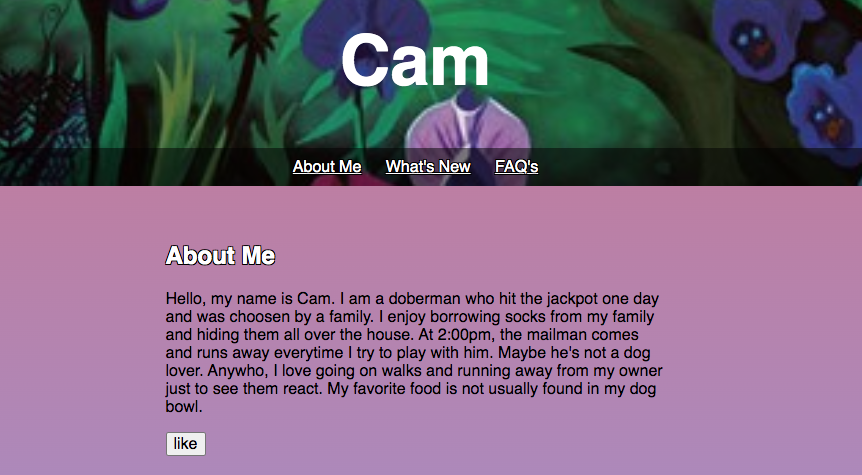 Cam
About Me What's New FAQ's
About Me
Hello, my name is Cam. I am a doberman who hit the jackpot one day
and was choosen by a family. I enjoy borrowing socks from my family
and hiding them all over the house. At 2:00pm, the mailman comes
and runs away everytime I try to play with him. Maybe he's not a dog
lover. Anywho, I love going on walks and running away from my owner
just to see them react. My favorite food is not usually found in my dog
bowl.
like